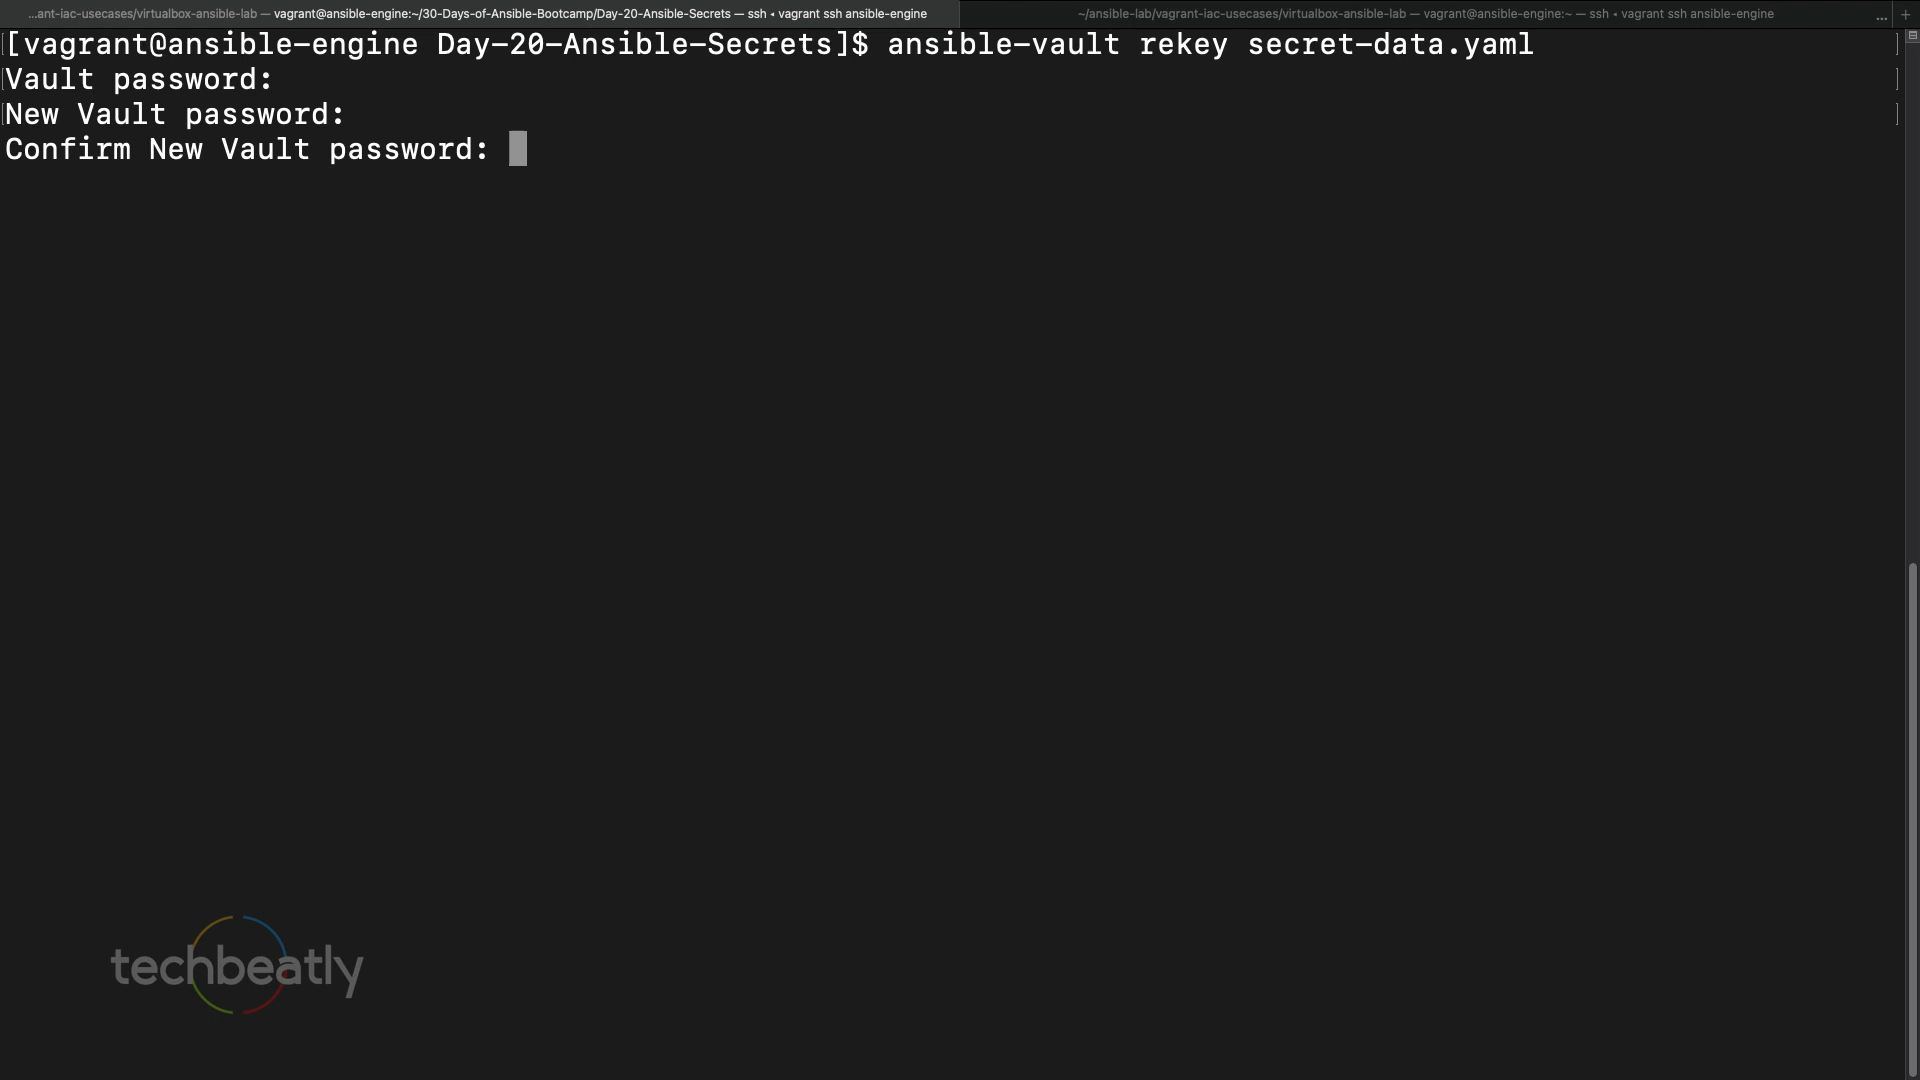 ...ant-iac-usecases/virtualbox-ansible-lab — vagrant@ansible-engine:~/30-Days-of-Ansible-Bootcamp/Day-20-Ansible-Secrets — ssh ◂ vagrant ssh ansible-engine
~/ansible-lab/vagrant-iac-usecases/virtualbox-ansible-lab — vagrant@ansible-engine:~ — ssh ◂ vagrant ssh ansible-engine ... +
[vagrant@ansible-engine Day-20-Ansible-Secrets]$ ansible-vault rekey secret-data.yaml
Vault password:
New Vault password:
Confirm New Vault password:
techbeatly